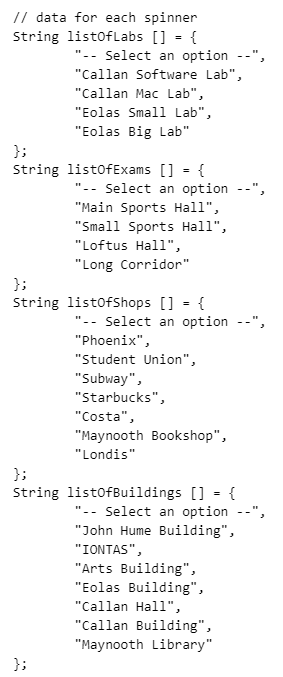 // data for each spinner
String listOfLabs [] = {
        "-- Select an option --",
        "Callan Software Lab",
        "Callan Mac Lab",
        "Eolas Small Lab",
        "Eolas Big Lab"
};
String listOfExams [] = {
        "-- Select an option --",
        "Main Sports Hall",
        "Small Sports Hall",
        "Loftus Hall",
        "Long Corridor"
};
String listOfShops [] = {
        "-- Select an option --",
        "Phoenix",
        "Student Union",
        "Subway",
        "Starbucks",
        "Costa",
        "Maynooth Bookshop",
        "Londis"
};
String listOfBuildings [] = {
        "-- Select an option --",
        "John Hume Building",
        "IONTAS",
        "Arts Building",
        "Eolas Building",
        "Callan Hall",
        "Callan Building",
        "Maynooth Library"
};